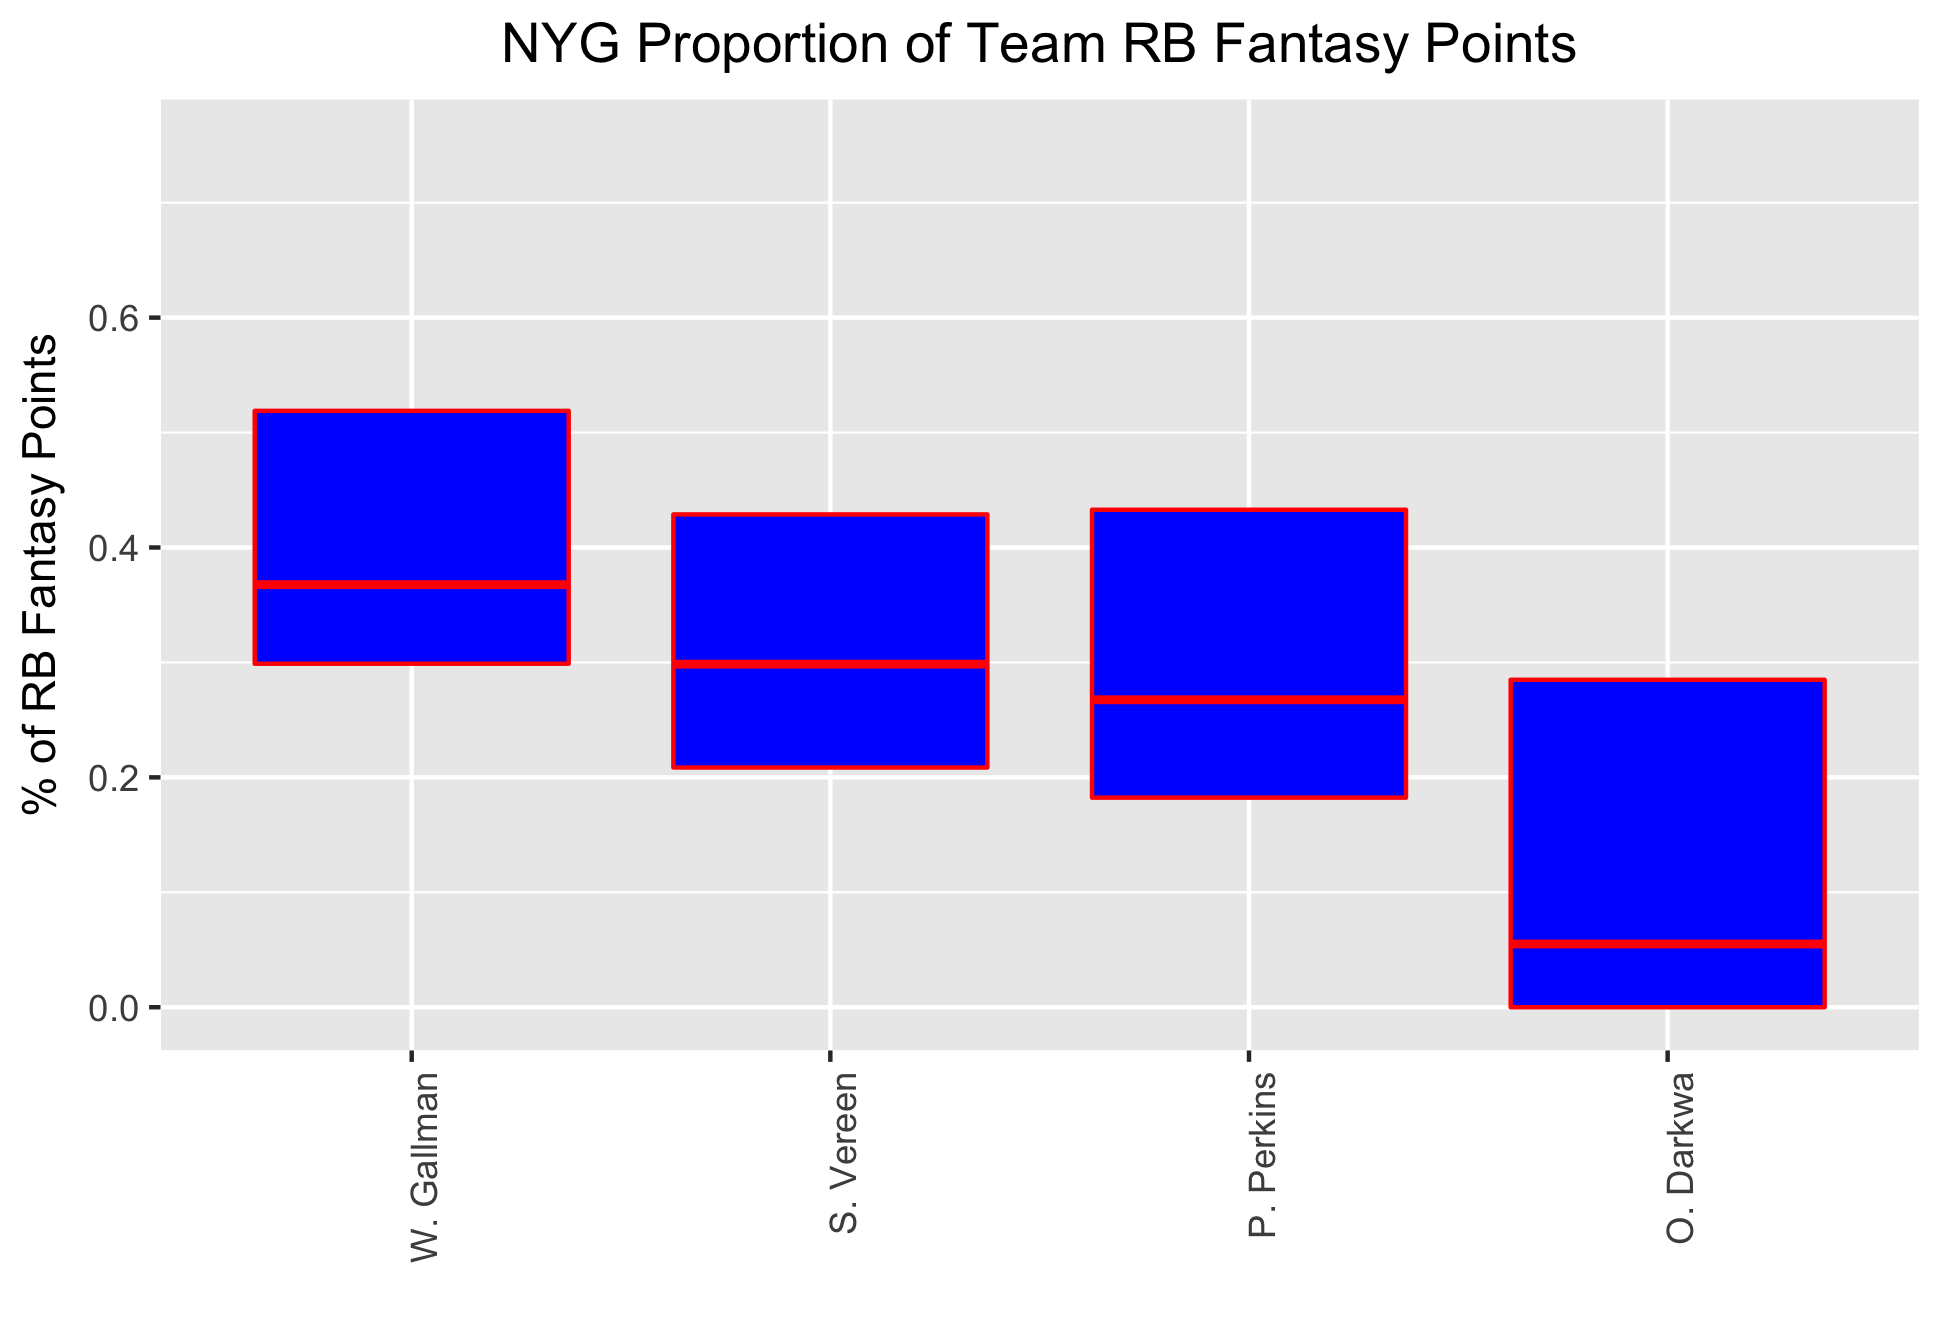 NYG Proportion of Team RB Fantasy Points
% of RB Fantasy Points
0.6
0.4
0.2
0.0
W. Gallman
S. Vereen
P. Perkins
O. Darkwa